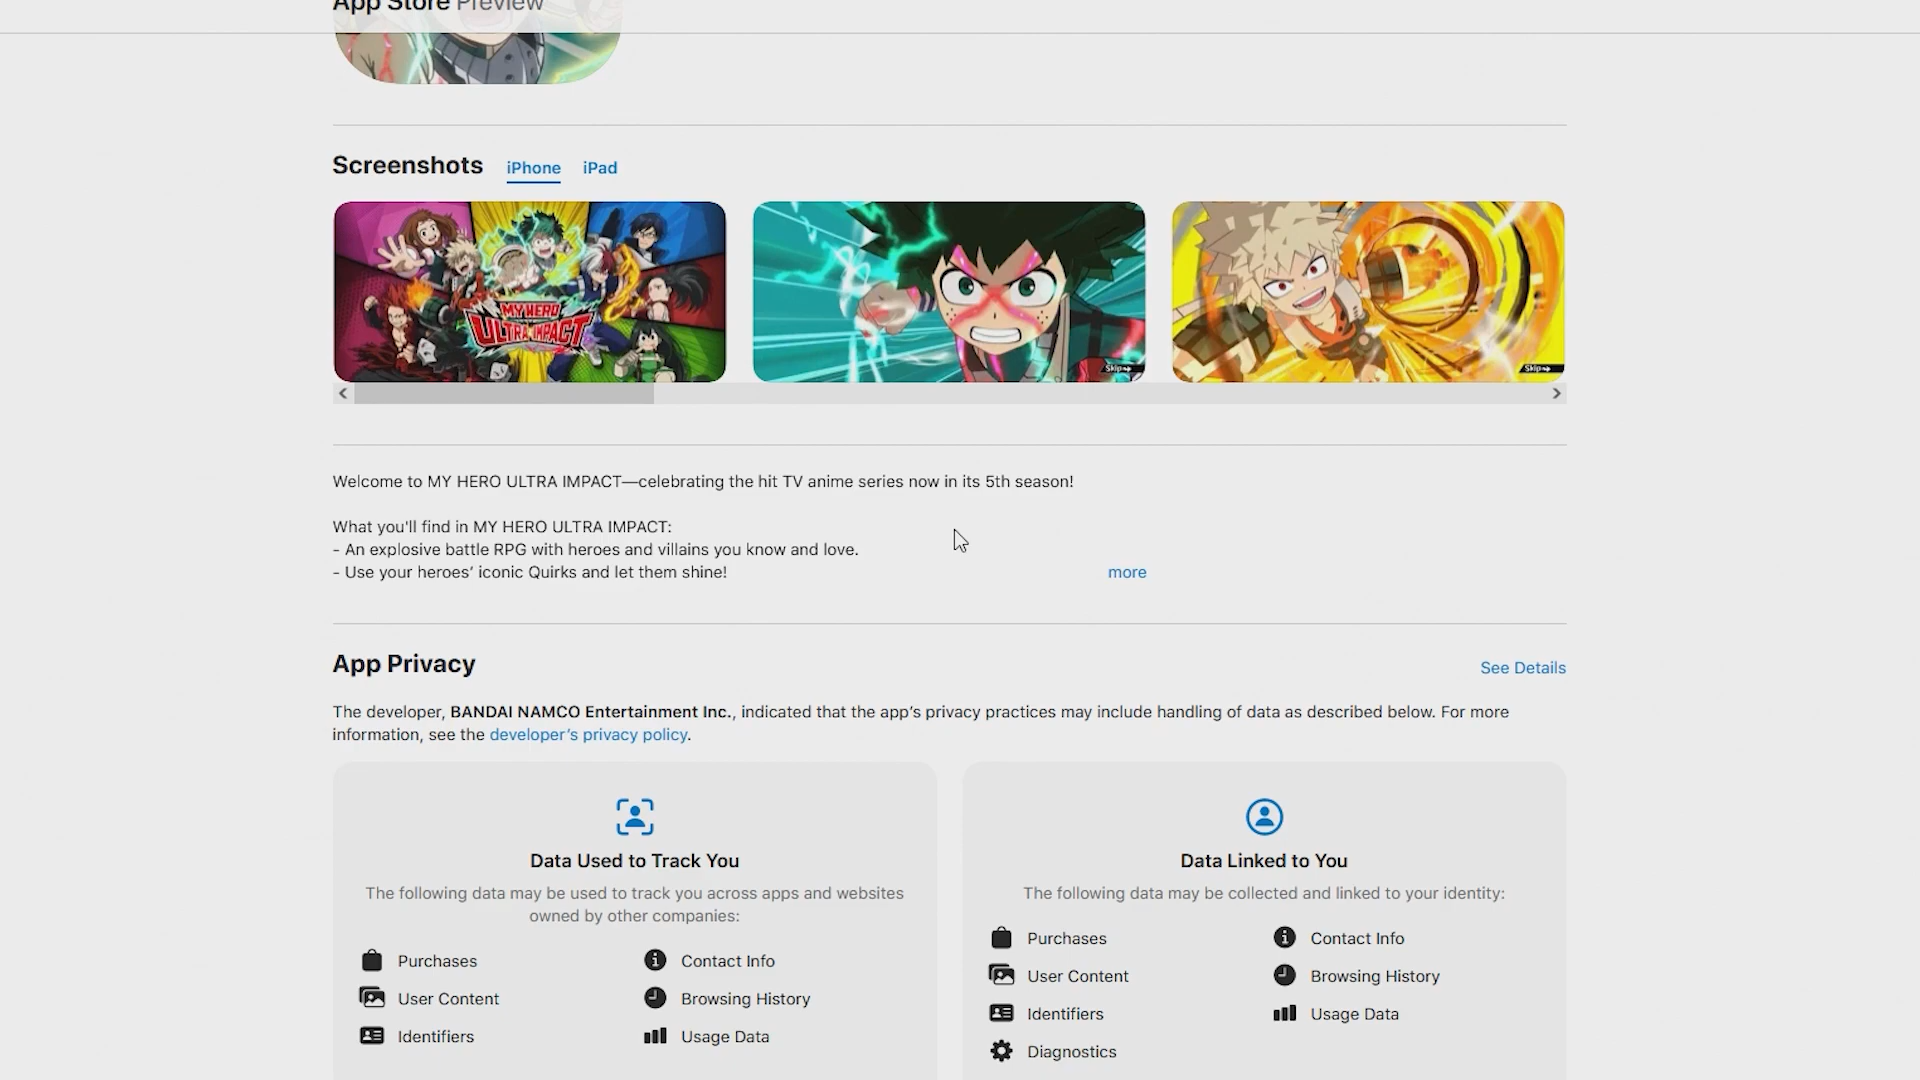 App Store Preview
Screenshots iPhone iPad
MY HERO
ULTRA IMPACT
Skip
Skip
Welcome to MY HERO ULTRA IMPACT—celebrating the hit TV anime series now in its 5th season!
What you'll find in MY HERO ULTRA IMPACT:
- An explosive battle RPG with heroes and villains you know and love.
- Use your heroes’ iconic Quirks and let them shine!
more
App Privacy
See Details
The developer, BANDAI NAMCO Entertainment Inc., indicated that the app’s privacy practices may include handling of data as described below. For more
information, see the developer’s privacy policy.
Data Used to Track You
The following data may be used to track you across apps and websites
owned by other companies:
Purchases
Contact Info
User Content
Browsing History
Identifiers
Usage Data
Data Linked to You
The following data may be collected and linked to your identity:
Purchases
Contact Info
User Content
Browsing History
Identifiers
Usage Data
Diagnostics